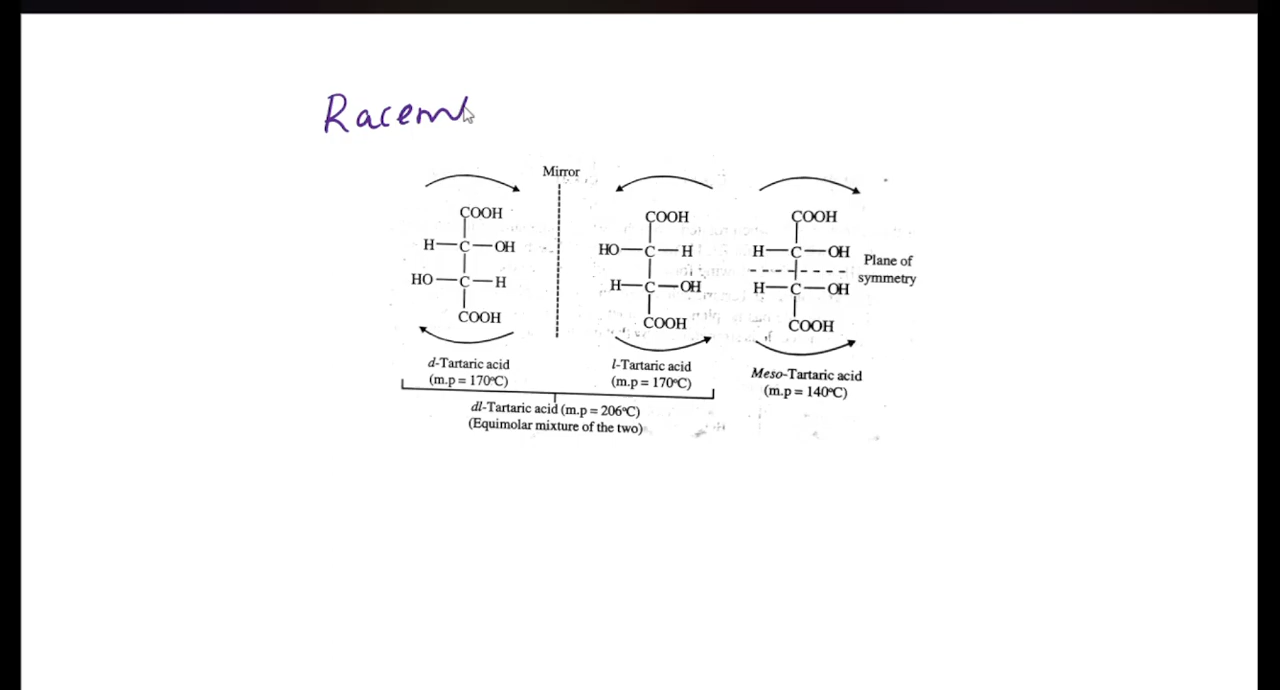 Racem
Mirror
COOH
H—C—OH
HO—C—H
COOH
d-Tartaric acid
(m.p = 170°C)
COOH
HO—C—H
H—C—OH
COOH
l-Tartaric acid
(m.p = 170°C)
dl-Tartaric acid (m.p = 206°C)
(Equimolar mixture of the two)
COOH
H—C—OH
H—C—OH
COOH
Plane of
symmetry
Meso-Tartaric acid
(m.p = 140°C)